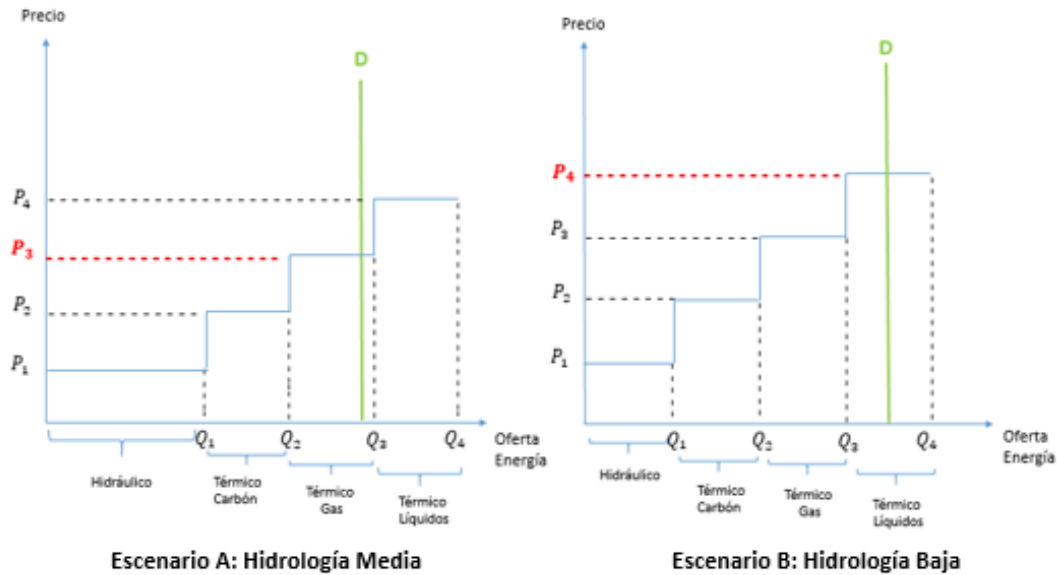 Precio
D
P₄
P₃
P₂
P₁
Q₁ Q₂ Q₃ Q₄
Oferta
Energía
Hidráulico
Térmico
Carbón
Térmico
Gas
Térmico
Líquidos
Escenario A: Hidrología Media
Precio
D
P₄
P₃
P₂
P₁
Q₁ Q₂ Q₃ Q₄
Oferta
Energía
Hidráulico
Térmico
Carbón
Térmico
Gas
Térmico
Líquidos
Escenario B: Hidrología Baja